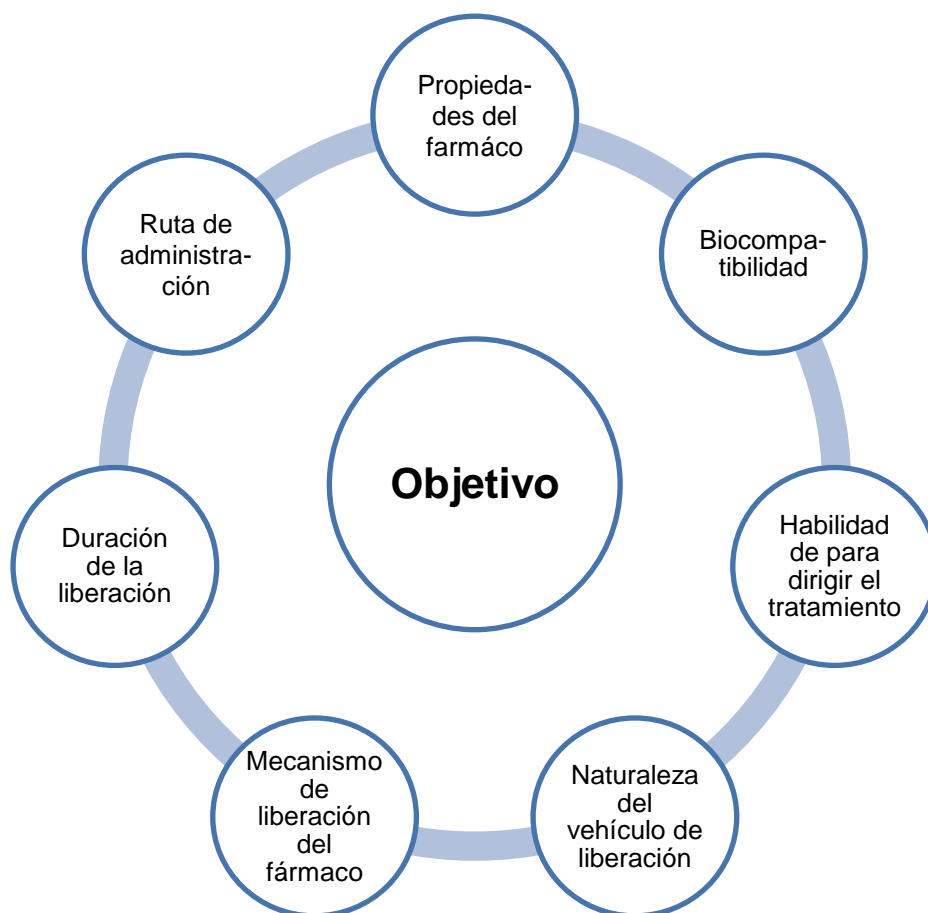 Propieda-
des del
farmáco
Biocompa-
tibilidad
Habilidad
de para
dirigir el
tratamiento
Naturaleza
del
vehículo de
liberación
Mecanismo
de
liberación
del
fármaco
Duración
de la
liberación
Ruta de
administra-
ción
Objetivo